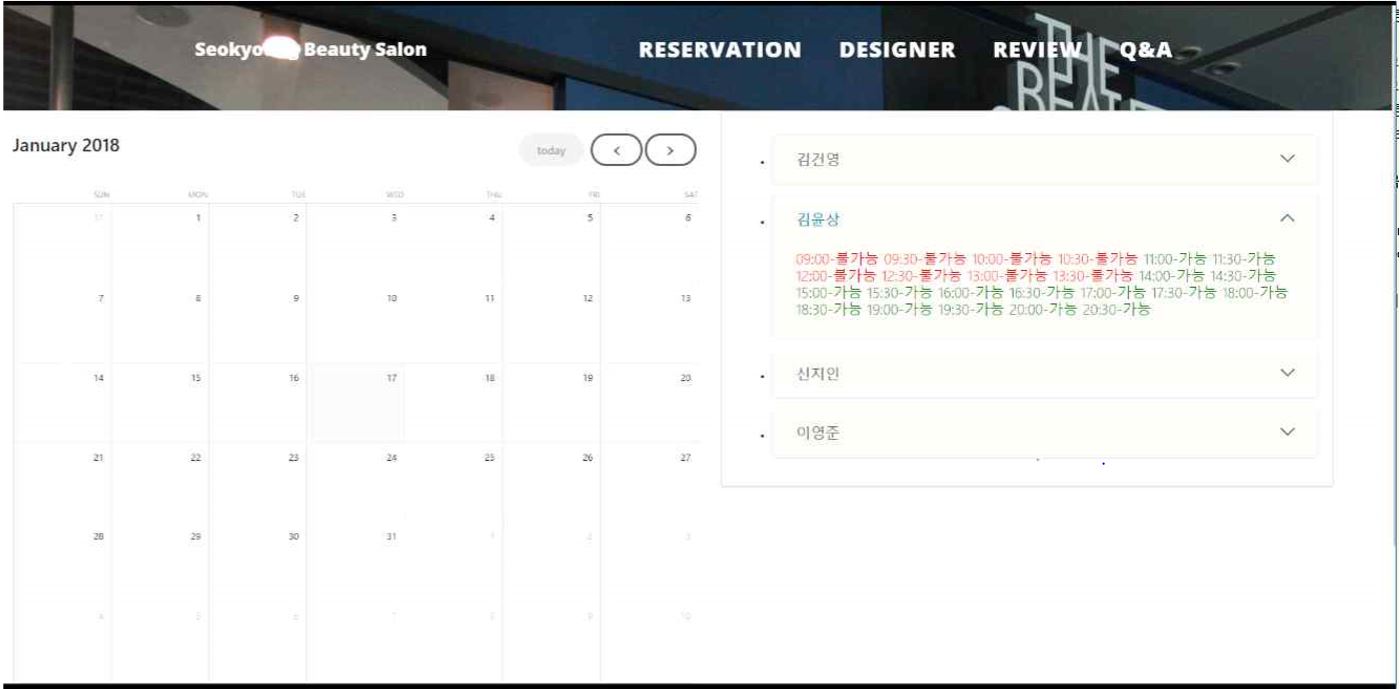 Seokyo Beauty Salon
RESERVATION DESIGNER REVIEW Q&A
THE
January 2018
today < >
SUN MON TUE WED THU FRI SAT
1 2 3 4 5 6
7 8 9 10 11 12 13
14 15 16 17 18 19 20
21 22 23 24 25 26 27
28 29 30 31 1 2 3
4 5 6 7 8 9 10
김건영
김윤상
09:00-불가능 09:30-불가능 10:00-불가능 10:30-불가능 11:00-가능 11:30-가능
12:00-불가능 12:30-불가능 13:00-불가능 13:30-불가능 14:00-가능 14:30-가능
15:00-가능 15:30-가능 16:00-가능 16:30-가능 17:00-가능 17:30-가능 18:00-가능
18:30-가능 19:00-가능 19:30-가능 20:00-가능 20:30-가능
신지인
이영준